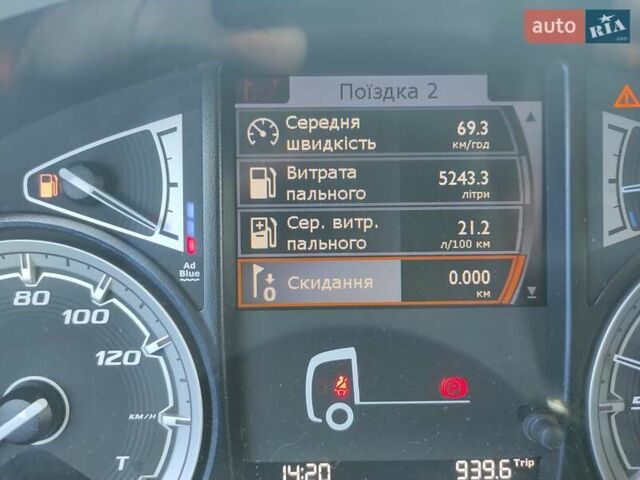 auto RIA.com
Поїздка 2
Середня
швидкість
69.3
км/год
Витрата
пального
5243.3
літри
Сер. витр.
пального
21.2
л/100 км
Скидання
0.000
км
Ad
Blue
80
100
120
KM/H
T
14:20
939.6 Trip